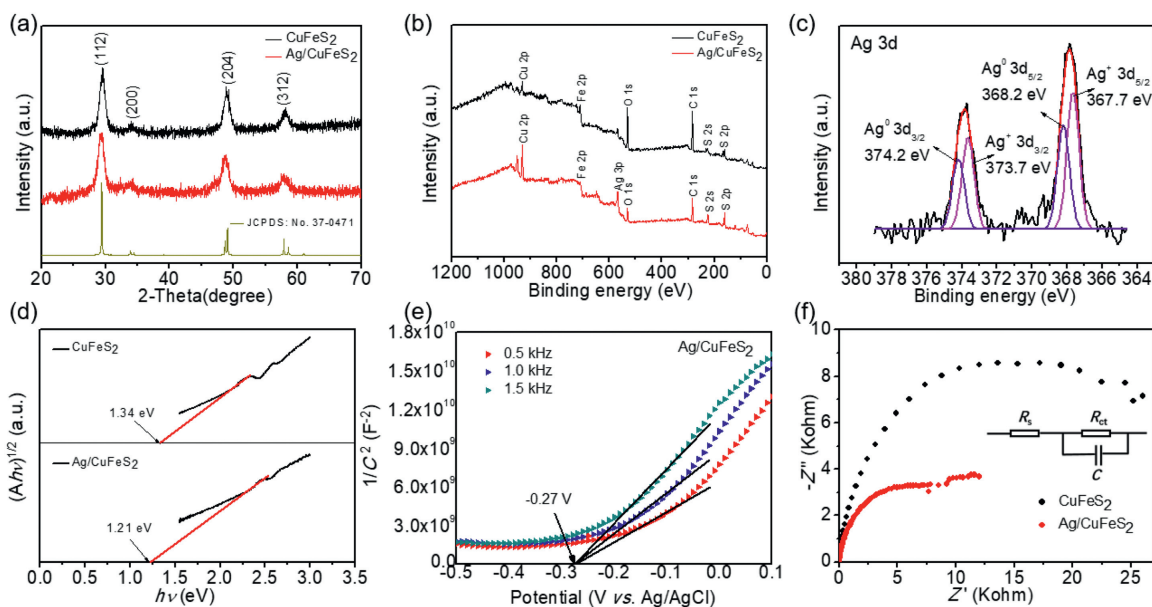 (a)
CuFeS2
Ag/CuFeS2
(112)
(200)
(204)
(312)
JCPDS: No. 37-0471
Intensity (a.u.)
20 30 40 50 60 70
2-Theta(degree)
(b)
CuFeS2
Ag/CuFeS2
Cu 2p
Fe 2p
O 1s
C 1s
S 2s
S 2p
Cu 2p
Fe 2p
Ag 3p
O 1s
C 1s
S 2s
S 2p
Intensity (a.u.)
1200 1000 800 600 400 200 0
Binding energy (eV)
(c)
Ag 3d
Ag0 3d5/2
368.2 eV
Ag+ 3d5/2
367.7 eV
Ag0 3d3/2
374.2 eV
Ag+ 3d3/2
373.7 eV
Intensity (a.u.)
380 378 376 374 372 370 368 366 364
Binding energy (eV)
(d)
CuFeS2
1.34 eV
Ag/CuFeS2
1.21 eV
(Ahν)1/2 (a.u.)
0.0 0.5 1.0 1.5 2.0 2.5 3.0 3.5
hν (eV)
(e)
Ag/CuFeS2
0.5 kHz
1.0 kHz
1.5 kHz
-0.27 V
1/C2 (F-2)
1.8x1010
1.5x1010
1.2x1010
9.0x109
6.0x109
3.0x109
0.0
-0.5 -0.4 -0.3 -0.2 -0.1 0.0 0.1
Potential (V vs. Ag/AgCl)
(f)
Rs
Rct
C
CuFeS2
Ag/CuFeS2
-Z'' (Kohm)
10
8
6
4
2
0
0 5 10 15 20 25
Z' (Kohm)